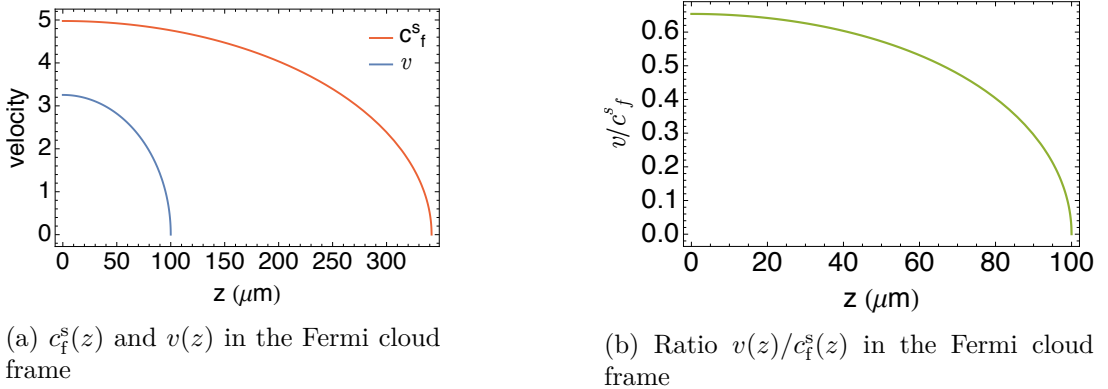 velocity
5
4
3
2
1
0
0 50 100 150 200 250 300
z (μm)
c^s_f
v
(a) c_f^s(z) and v(z) in the Fermi cloud
frame
v/c^s_f
0.6
0.5
0.4
0.3
0.2
0.1
0.0
0 20 40 60 80 100
z (μm)
(b) Ratio v(z)/c_f^s(z) in the Fermi cloud
frame